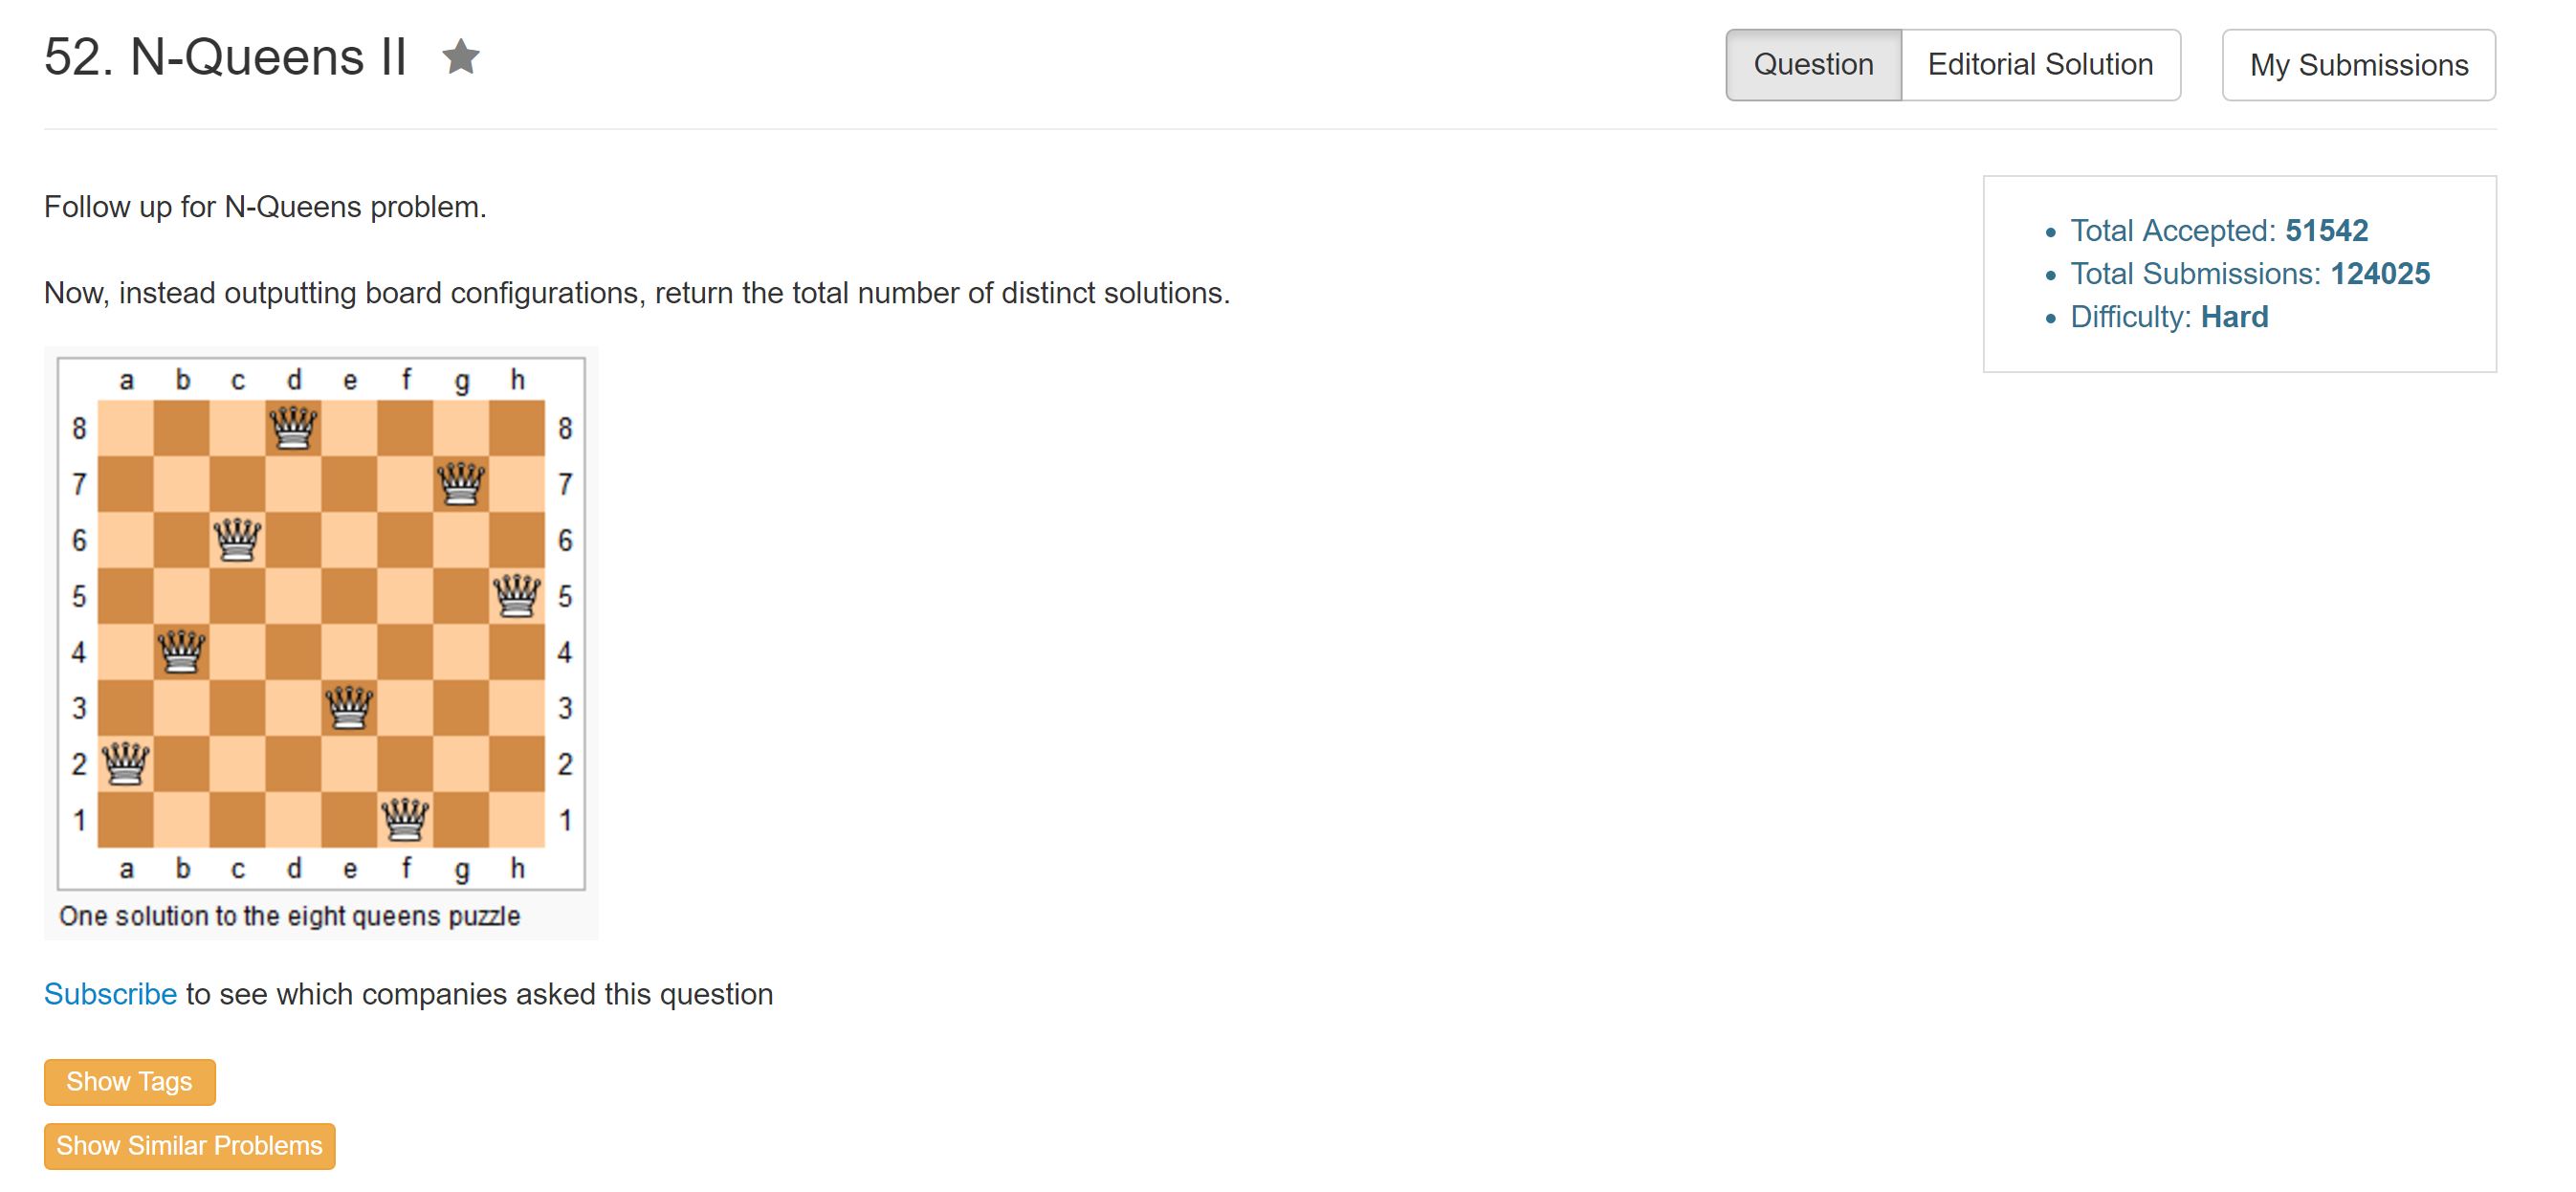 52. N-Queens II
Question
Editorial Solution
My Submissions
Follow up for N-Queens problem.
Now, instead outputting board configurations, return the total number of distinct solutions.
Total Accepted: 51542
Total Submissions: 124025
Difficulty: Hard
a b c d e f g h
8 8
7 7
6 6
5 5
4 4
3 3
2 2
1 1
a b c d e f g h
One solution to the eight queens puzzle
Subscribe to see which companies asked this question
Show Tags
Show Similar Problems